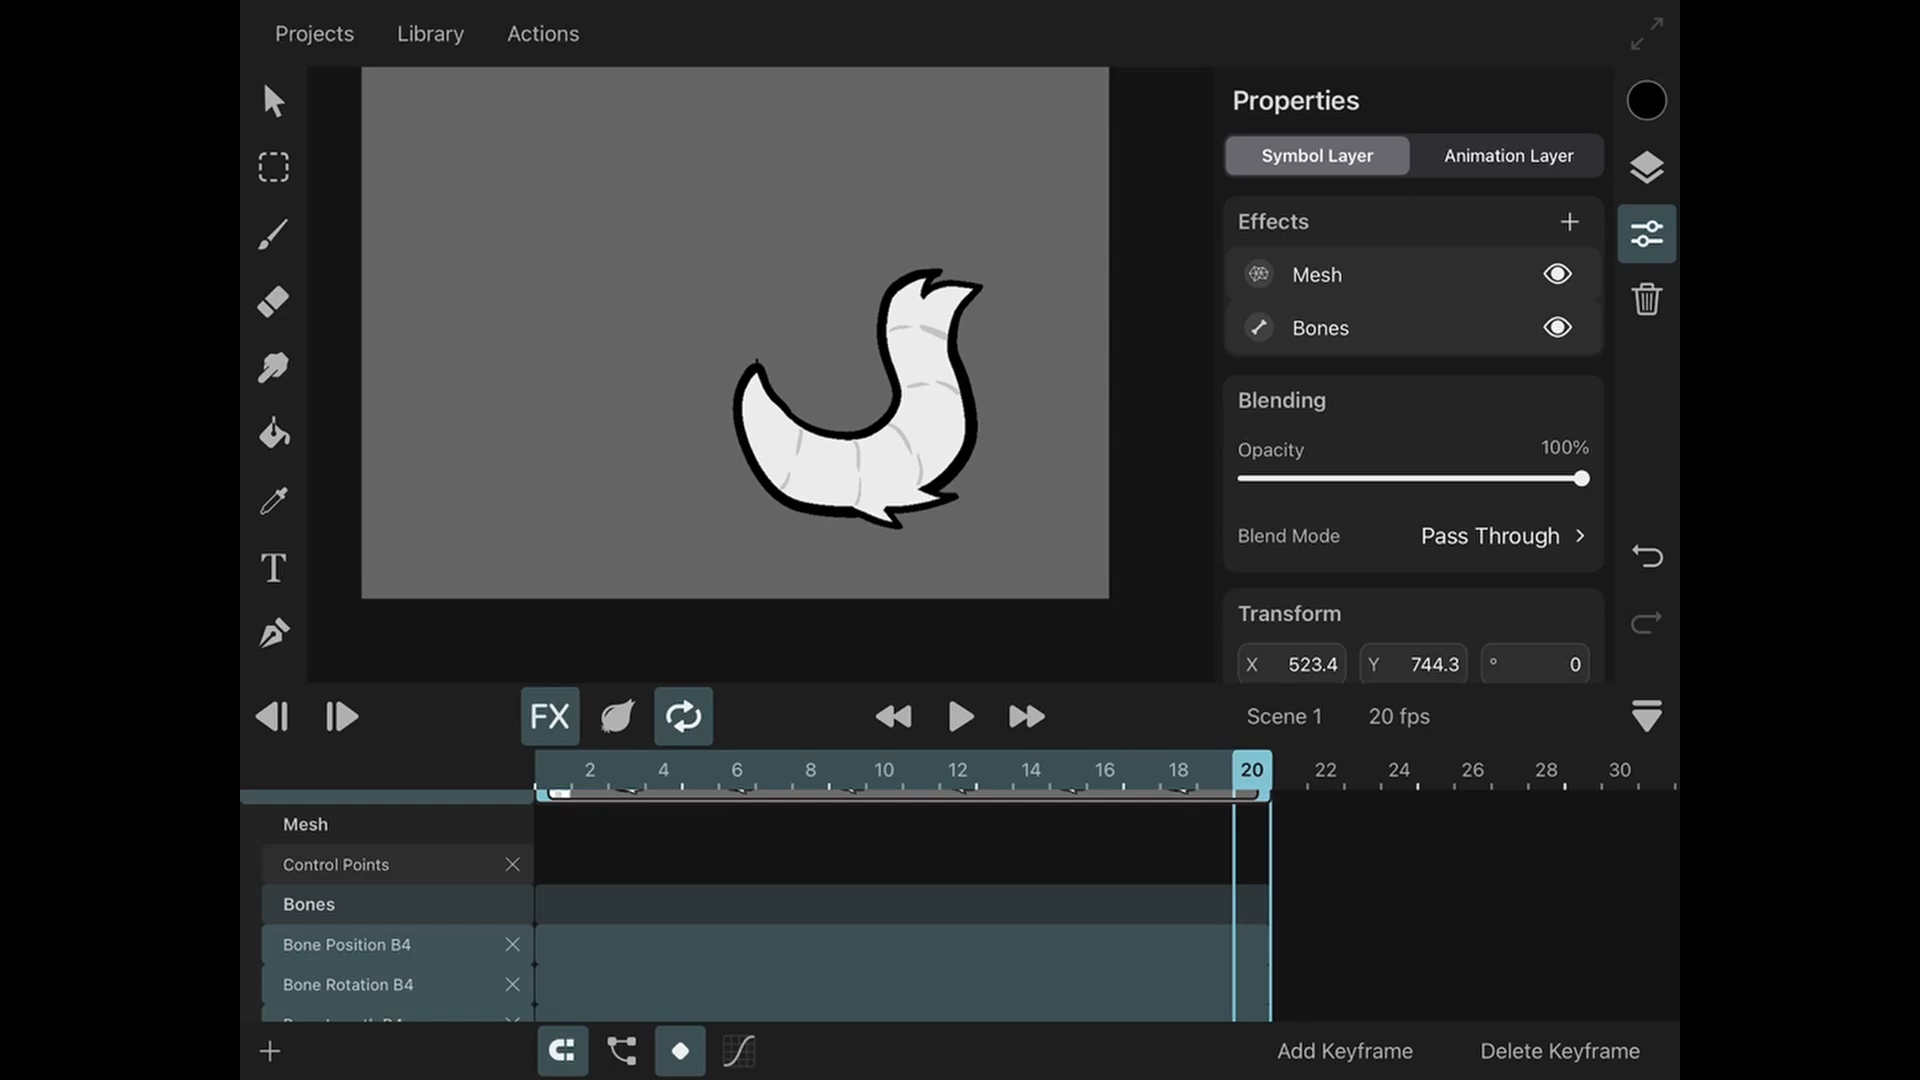 Projects
Library
Actions
Properties
Symbol Layer
Animation Layer
Effects
Mesh
Bones
Blending
Opacity
100%
Blend Mode
Pass Through
Transform
X 523.4
Y 744.3
° 0
T
FX
Scene 1
20 fps
2 4 6 8 10 12 14 16 18 20 22 24 26 28 30
Mesh
Control Points
Bones
Bone Position B4
Bone Rotation B4
Add Keyframe
Delete Keyframe